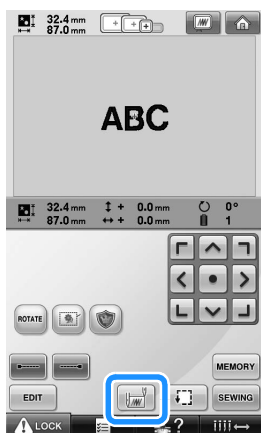 32.4 mm
87.0 mm
ABC
32.4 mm + 0.0 mm 0°
87.0 mm + 0.0 mm 1
ROTATE
MEMORY
EDIT
SEWING
LOCK
?